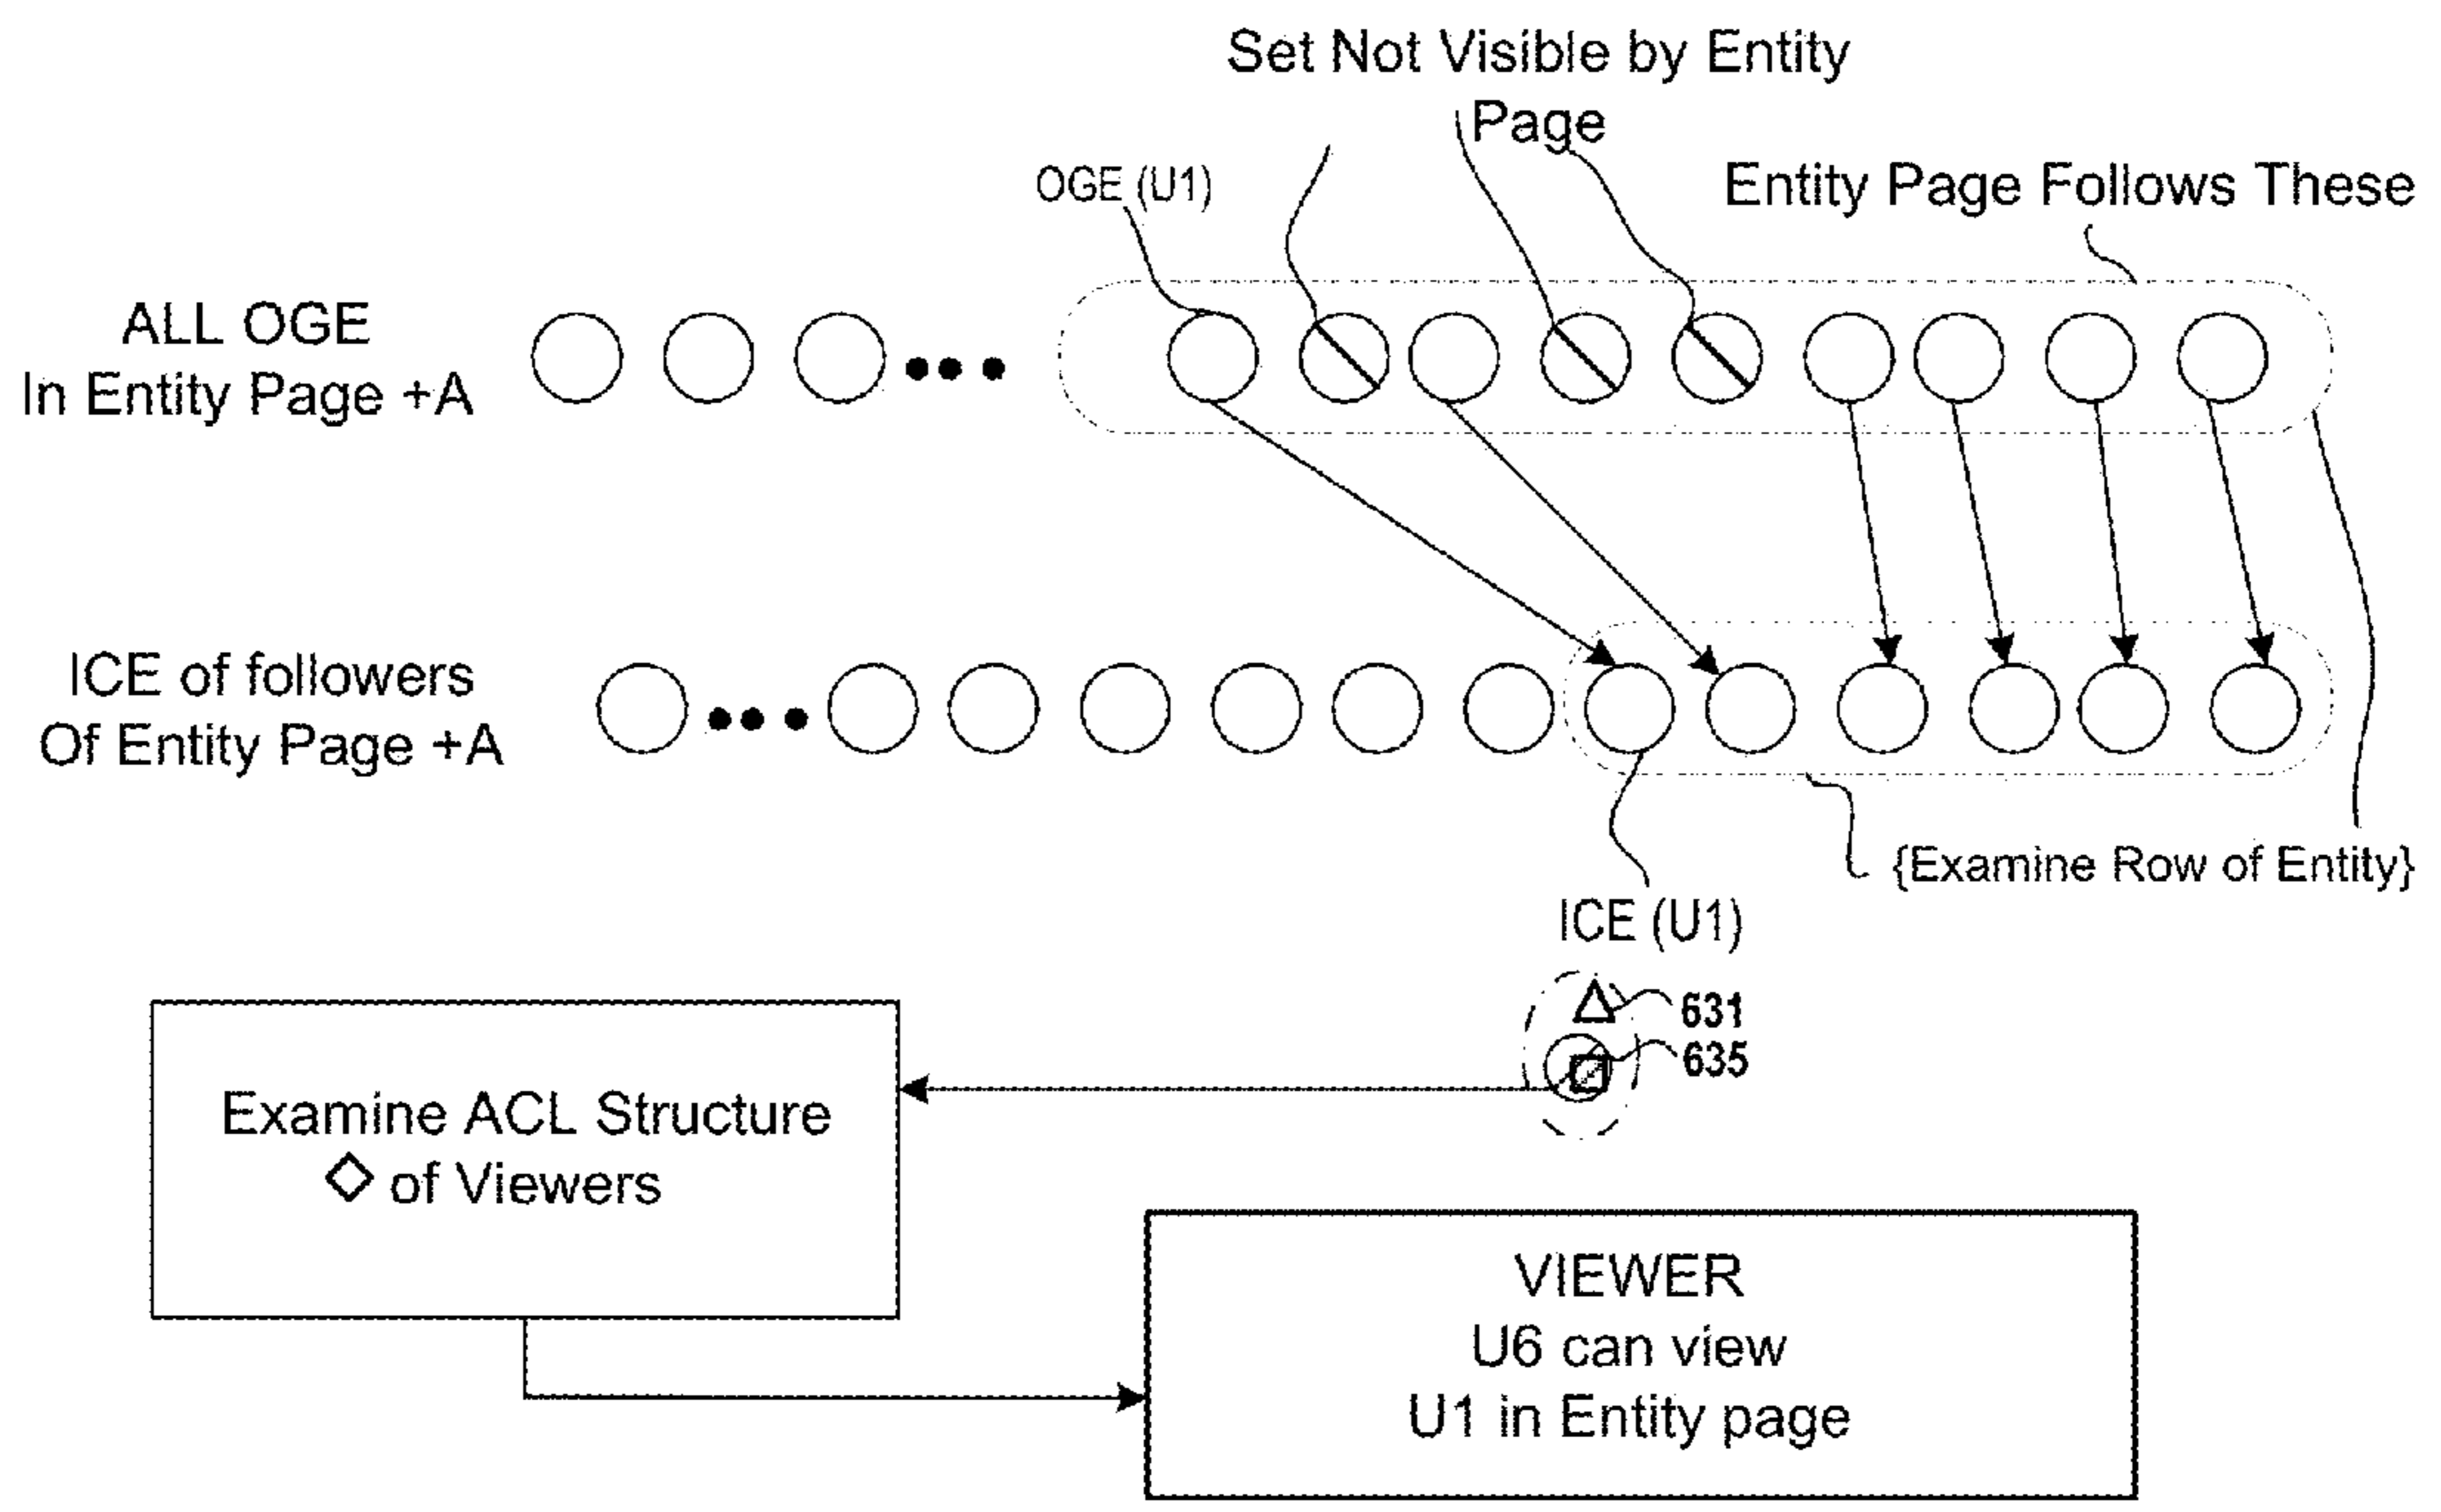 Set Not Visible by Entity
Page
OGE (U1)
Entity Page Follows These
ALL OGE
In Entity Page +A
ICE of followers
Of Entity Page +A
{Examine Row of Entity}
ICE (U1)
631
635
Examine ACL Structure
◇ of Viewers
VIEWER
U6 can view
U1 in Entity page